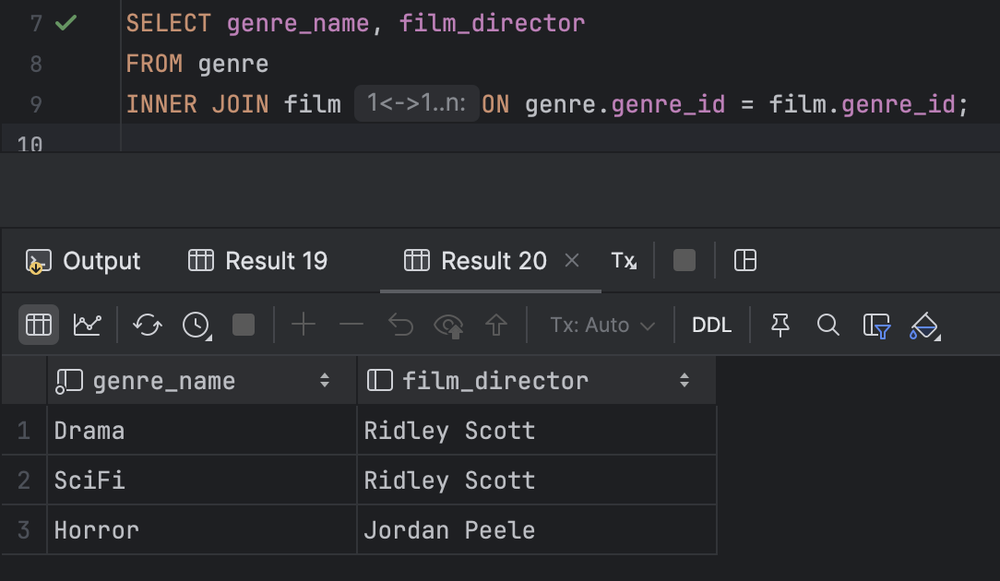 7 SELECT genre_name, film_director
8 FROM genre
9 INNER JOIN film 1<->1..n: ON genre.genre_id = film.genre_id;
10
Output Result 19 Result 20 Tx
Tx: Auto DDL
genre_name film_director
1 Drama Ridley Scott
2 SciFi Ridley Scott
3 Horror Jordan Peele